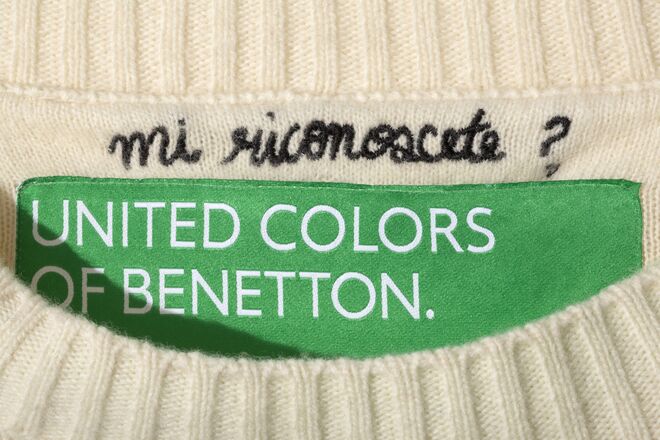 mi riconoscete ?
UNITED COLORS
OF BENETTON.